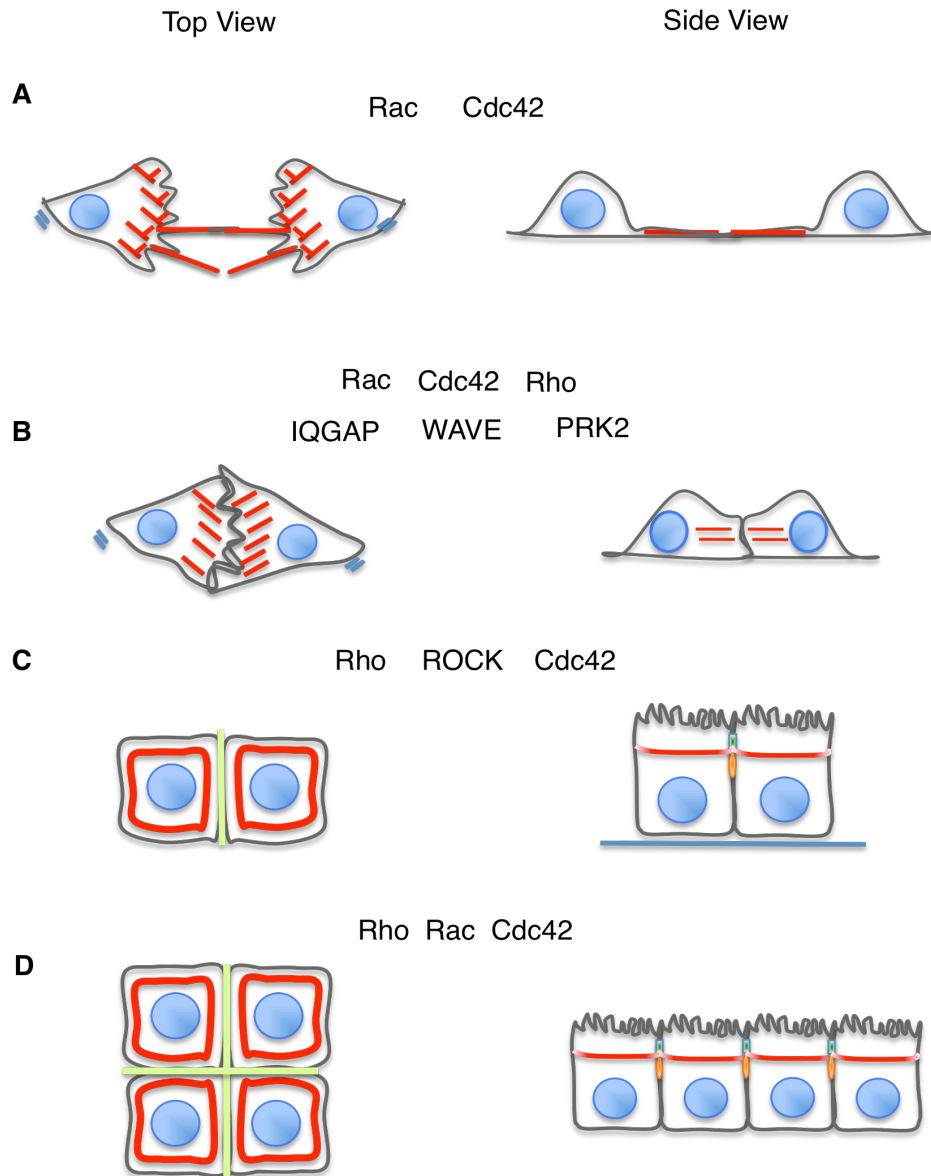 Top View Side View
A
Rac Cdc42
Rac Cdc42 Rho
B
IQGAP WAVE PRK2
C
Rho ROCK Cdc42
Rho Rac Cdc42
D